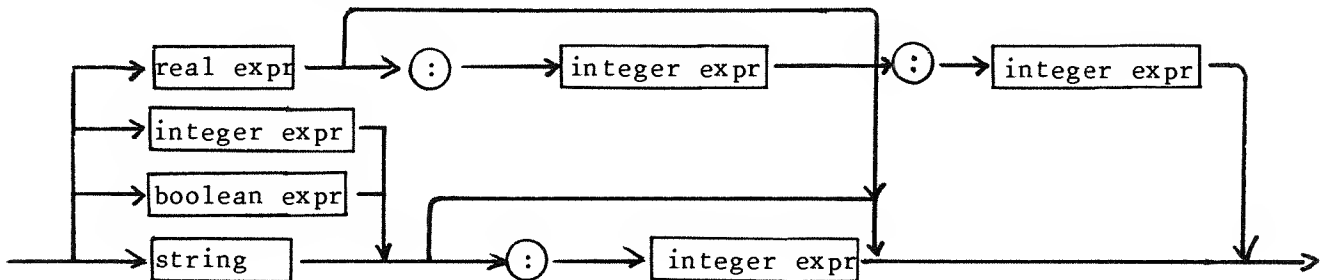 real expr : integer expr : integer expr
integer expr
boolean expr
string : integer expr